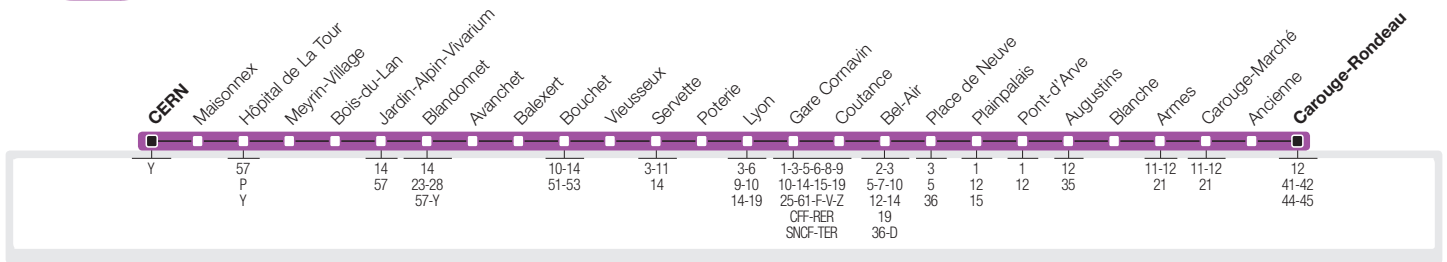 CERN
Maisonnex
Hôpital de La Tour
Meyrin-Village
Bois-du-Lan
Jardin-Alpin-Vivarium
Blandonnet
Avanchet
Balexert
Bouchet
Vieusseux
Servette
Poterie
Lyon
Gare Cornavin
Coutance
Bel-Air
Place de Neuve
Plainpalais
Pont-d'Arve
Augustins
Blanche
Armes
Carouge-Marché
Ancienne
Carouge-Rondeau
Y
57
P
Y
14
57
14
23-28
57-Y
10-14
51-53
3-11
14
3-6
9-10
14-19
1-3-5-6-8-9
10-14-15-19
25-61-F-V-Z
CFF-RER
SNCF-TER
2-3
5-7-10
12-14
19
36-D
3
5
36
1
12
15
1
12
12
35
11-12
21
11-12
21
12
41-42
44-45